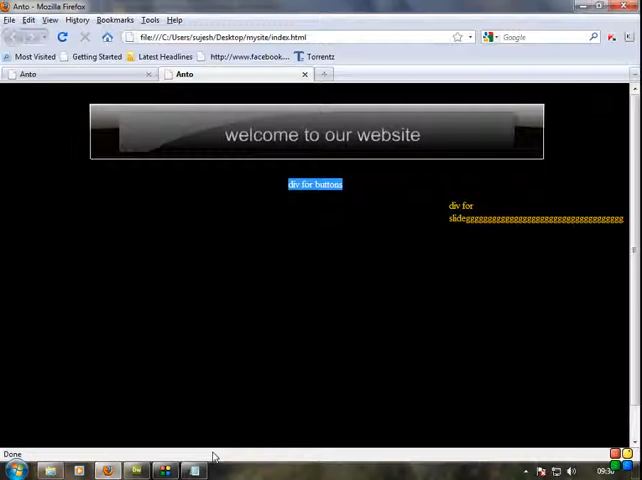 Anto - Mozilla Firefox
File Edit View History Bookmarks Tools Help
file:///C:/Users/sujesh/Desktop/mysite/index.html
Google
Most Visited Getting Started Latest Headlines http://www.facebook.... Torrentz
Anto
Anto
welcome to our website
div for buttons
div for
Done